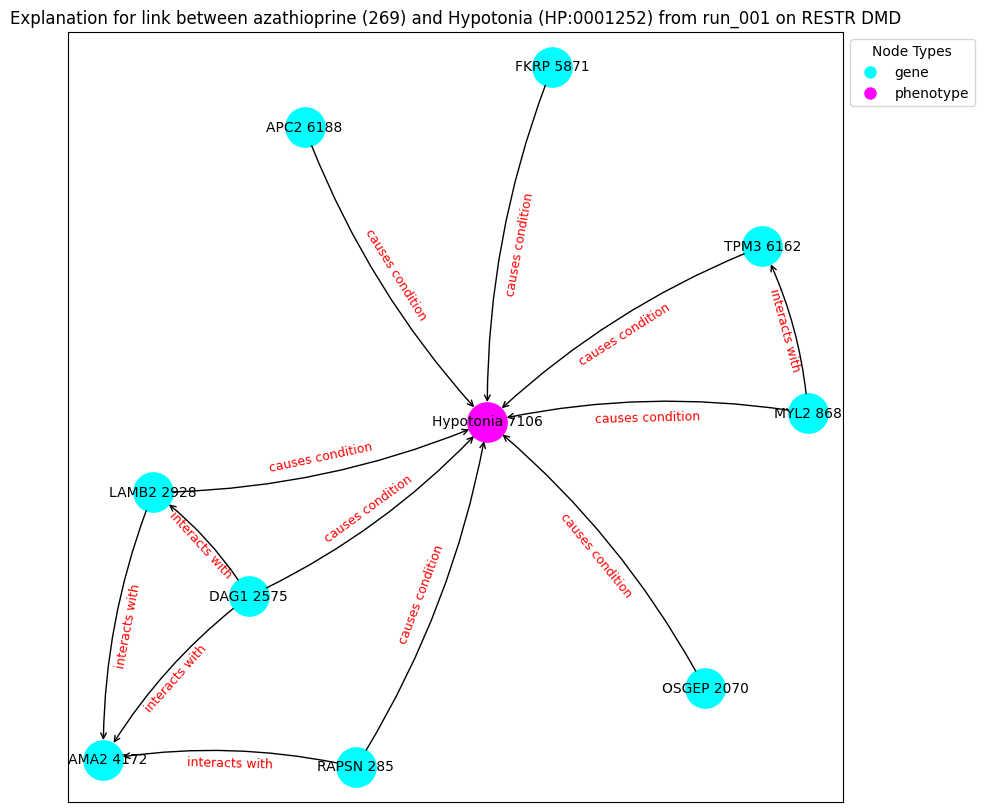 Explanation for link between azathioprine (269) and Hypotonia (HP:0001252) from run_001 on RESTR DMD
Node Types
gene
phenotype
FKRP 5871
APC2 6188
causes condition
causes condition
TPM3 6162
interacts with
causes condition
MYL2 868
causes condition
Hypotonia 7106
causes condition
LAMB2 2928
causes condition
interacts with
causes condition
DAG1 2575
causes condition
interacts with
interacts with
OSGEP 2070
AMA2 4172
interacts with
RAPSN 285